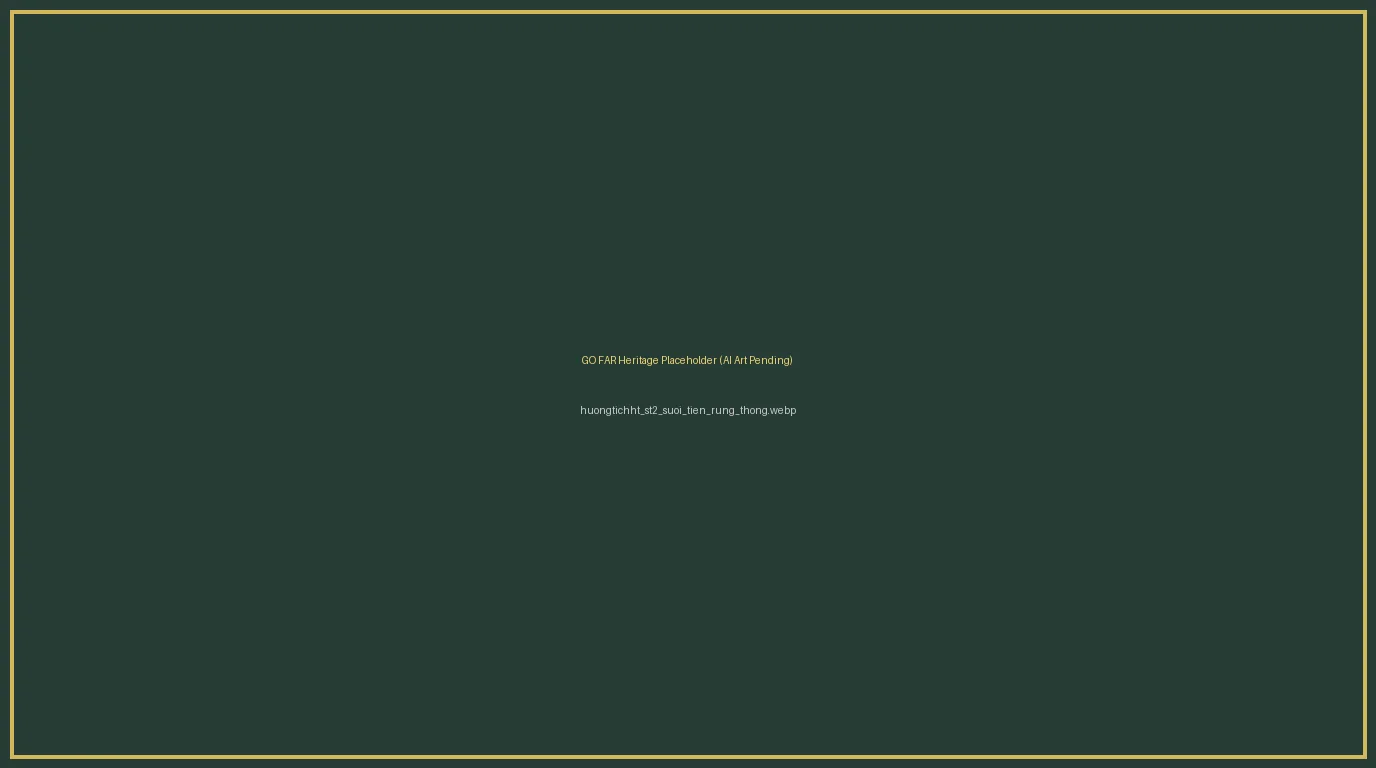 GO FAR Heritage Placeholder (AI Art Pending)
huongtichht_st2_suoi_tien_rung_thong.webp